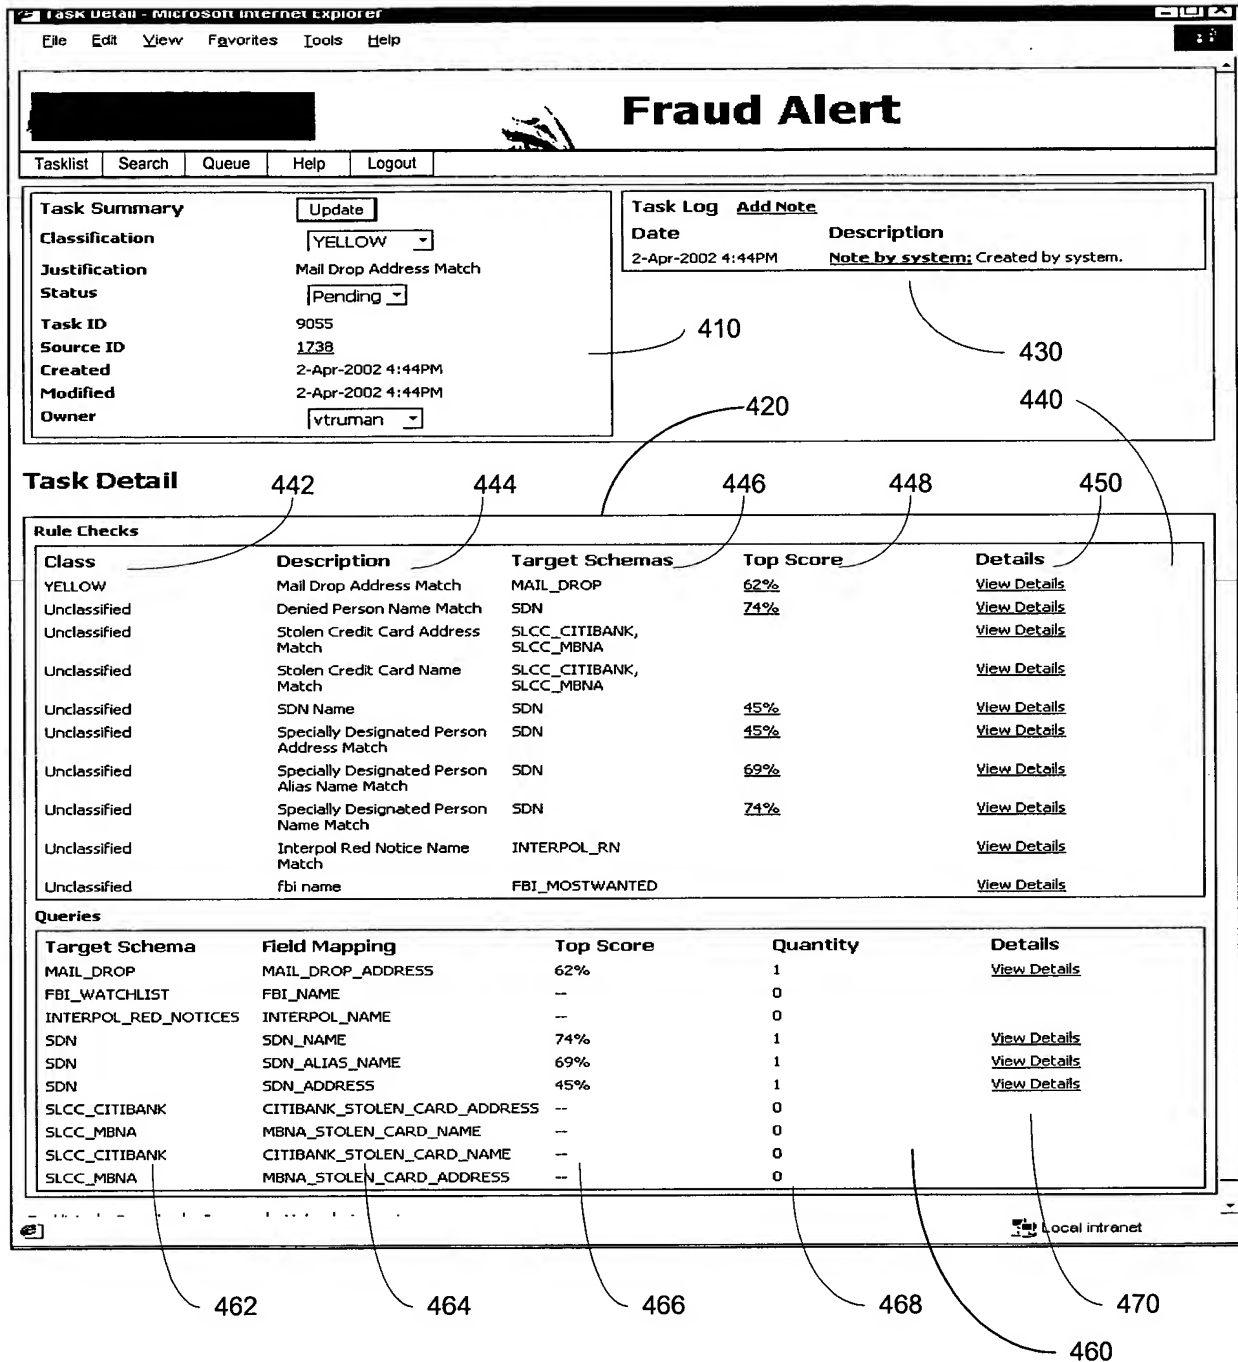 Task Detail - Microsoft Internet Explorer
File Edit View Favorites Tools Help
Fraud Alert
Tasklist Search Queue Help Logout
Task Summary Update
Classification YELLOW
Justification Mail Drop Address Match
Status Pending
Task ID 9055
Source ID 1738
Created 2-Apr-2002 4:44PM
Modified 2-Apr-2002 4:44PM
Owner vtruman
Task Log Add Note
Date Description
2-Apr-2002 4:44PM Note by system: Created by system.
410
430
420
440
Task Detail
442 444 446 448 450
Rule Checks
Class Description Target Schemas Top Score Details
YELLOW Mail Drop Address Match MAIL_DROP 62% View Details
Unclassified Denied Person Name Match SDN 74% View Details
Unclassified Stolen Credit Card Address SLCC_CITIBANK, View Details
Match SLCC_MBNA
Unclassified Stolen Credit Card Name SLCC_CITIBANK, View Details
Match SLCC_MBNA
Unclassified SDN Name SDN 45% View Details
Unclassified Specially Designated Person SDN 45% View Details
Address Match
Unclassified Specially Designated Person SDN 69% View Details
Alias Name Match
Unclassified Specially Designated Person SDN 74% View Details
Name Match
Unclassified Interpol Red Notice Name INTERPOL_RN View Details
Match
Unclassified fbi name FBI_MOSTWANTED View Details
Queries
Target Schema Field Mapping Top Score Quantity Details
MAIL_DROP MAIL_DROP_ADDRESS 62% 1 View Details
FBI_WATCHLIST FBI_NAME -- 0
INTERPOL_RED_NOTICES INTERPOL_NAME -- 0
SDN SDN_NAME 74% 1 View Details
SDN SDN_ALIAS_NAME 69% 1 View Details
SDN SDN_ADDRESS 45% 1 View Details
SLCC_CITIBANK CITIBANK_STOLEN_CARD_ADDRESS -- 0
SLCC_MBNA MBNA_STOLEN_CARD_NAME -- 0
SLCC_CITIBANK CITIBANK_STOLEN_CARD_NAME -- 0
SLCC_MBNA MBNA_STOLEN_CARD_ADDRESS -- 0
Local intranet
462 464 466 468 470
460